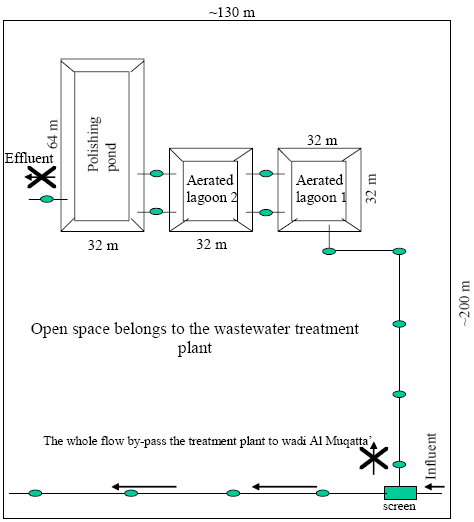 ~130 m
64 m
Polishing
pond
Effluent
32 m
Aerated
lagoon 2
Aerated
lagoon 1
32 m
32 m
32 m
~200 m
Open space belongs to the wastewater treatment
plant
The whole flow by-pass the treatment plant to wadi Al Muqatta'
Influent
screen